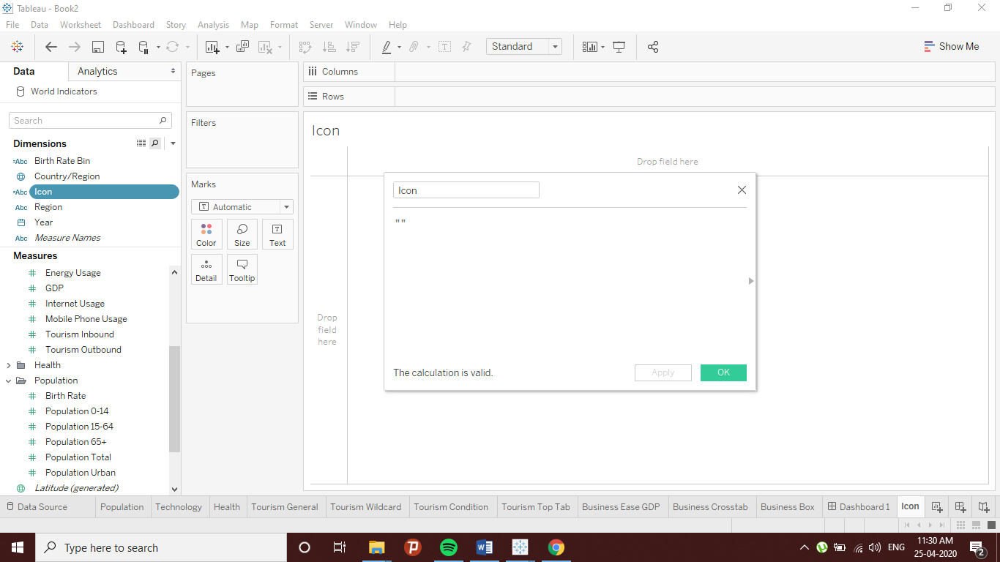 Tableau - Book2
File Data Worksheet Dashboard Story Analysis Map Format Server Window Help
Standard
Show Me
Data Analytics
World Indicators
Search
Dimensions
=Abc Birth Rate Bin
Country/Region
=Abc Icon
Abc Region
Year
Abc Measure Names
Measures
Energy Usage
GDP
Internet Usage
Mobile Phone Usage
Tourism Inbound
Tourism Outbound
Health
Population
Birth Rate
Population 0-14
Population 15-64
Population 65+
Population Total
Population Urban
Latitude (generated)
Pages
Filters
Marks
Automatic
Color Size Text
Detail Tooltip
Columns
Rows
Icon
Drop field here
Drop
field
here
Icon
""
The calculation is valid.
Apply OK
Data Source Population Technology Health Tourism General Tourism Wildcard Tourism Condition Tourism Top Tab Business Ease GDP Business Crosstab Business Box Dashboard 1 Icon
Type here to search
ENG
11:30 AM
25-04-2020
2